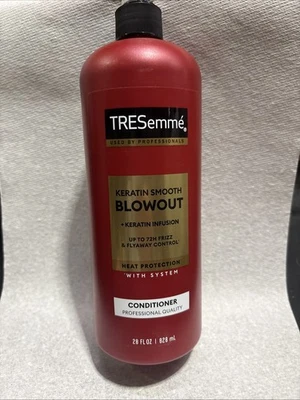 TRESemmé
USED BY PROFESSIONALS
KERATIN SMOOTH
BLOWOUT
+ KERATIN INFUSION
UP TO 72H FRIZZ
& FLYAWAY CONTROL
HEAT PROTECTION
WITH SYSTEM
CONDITIONER
PROFESSIONAL QUALITY
28 FL OZ | 828 mL